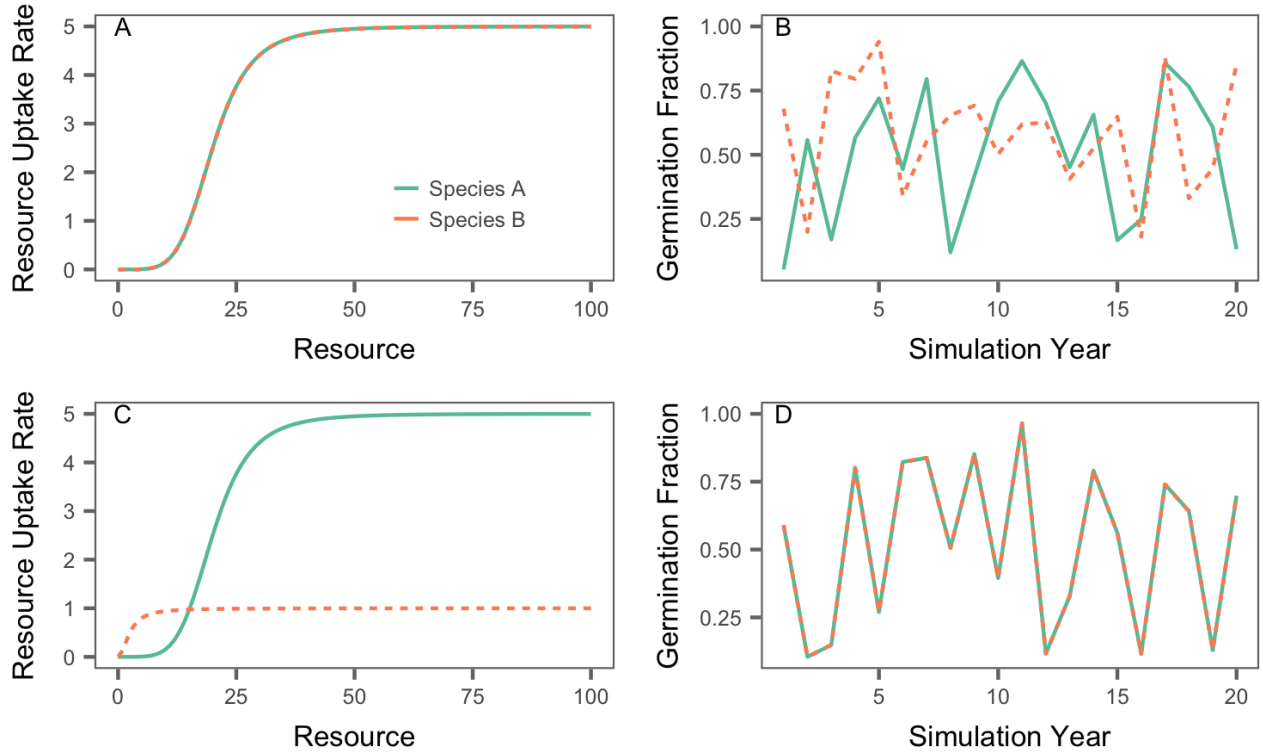 A
Resource Uptake Rate
5
4
3
2
1
0
Species A
Species B
0 25 50 75 100
Resource
B
Germination Fraction
1.00
0.75
0.50
0.25
5 10 15 20
Simulation Year
C
Resource Uptake Rate
5
4
3
2
1
0
0 25 50 75 100
Resource
D
Germination Fraction
1.00
0.75
0.50
0.25
5 10 15 20
Simulation Year